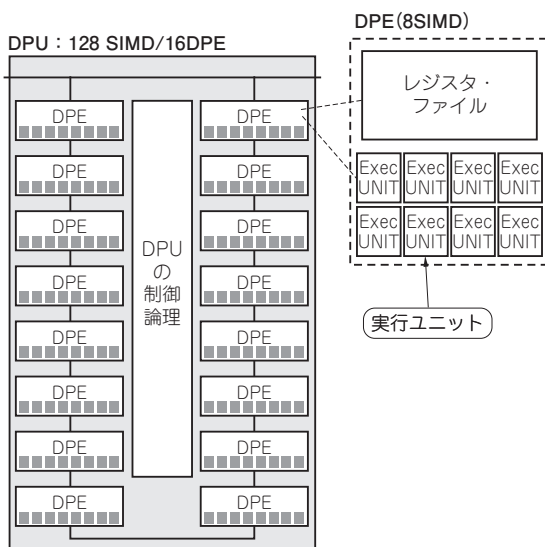 DPU：128 SIMD/16DPE
DPE
DPE
DPE
DPE
DPE
DPE
DPE
DPE
DPU
の
制御
論理
DPE
DPE
DPE
DPE
DPE
DPE
DPE
DPE
DPE(8SIMD)
レジスタ・
ファイル
Exec UNIT
Exec UNIT
Exec UNIT
Exec UNIT
Exec UNIT
Exec UNIT
Exec UNIT
Exec UNIT
実行ユニット